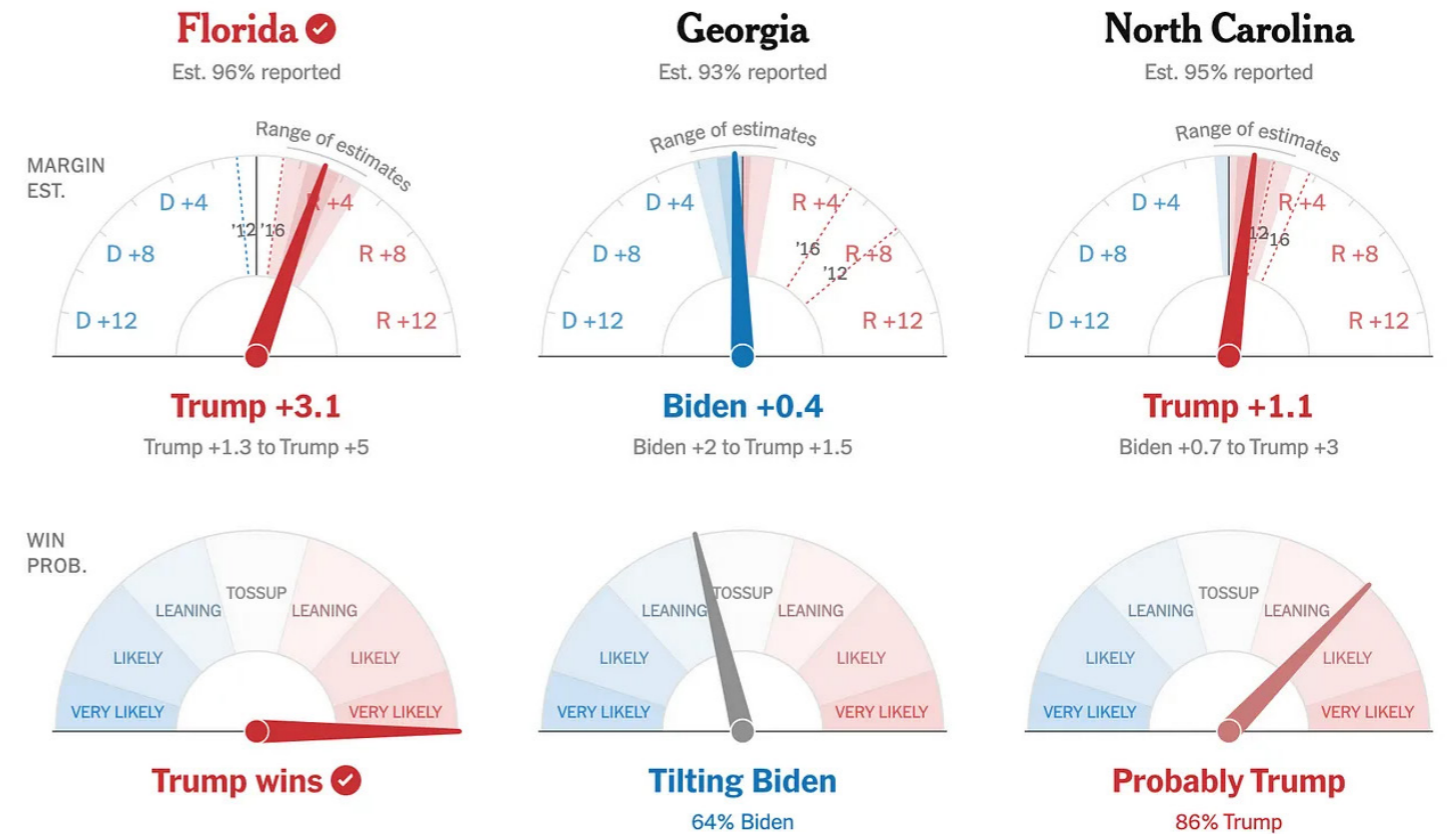 Florida
Georgia
North Carolina
Est. 96% reported
Est. 93% reported
Est. 95% reported
MARGIN
EST.
Range of estimates
D +12
D +8
D +4
'12
'16
R +4
R +8
R +12
Range of estimates
D +12
D +8
D +4
R +4
'16
R +8
'12
R +12
Range of estimates
D +12
D +8
D +4
12
'16
R +4
R +8
R +12
Trump +3.1
Biden +0.4
Trump +1.1
Trump +1.3 to Trump +5
Biden +2 to Trump +1.5
Biden +0.7 to Trump +3
WIN
PROB.
VERY LIKELY
LIKELY
LEANING
TOSSUP
LEANING
LIKELY
VERY LIKELY
VERY LIKELY
LIKELY
LEANING
TOSSUP
LEANING
LIKELY
VERY LIKELY
VERY LIKELY
LIKELY
LEANING
TOSSUP
LEANING
LIKELY
VERY LIKELY
Trump wins
Tilting Biden
Probably Trump
64% Biden
86% Trump